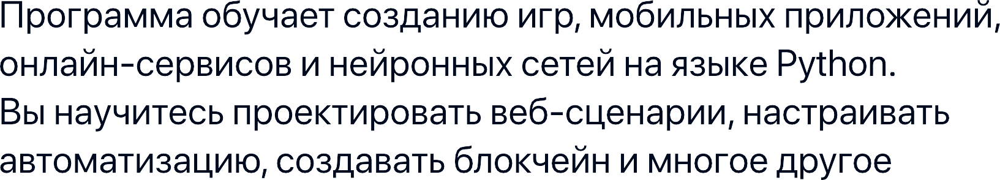 Программа обучает созданию игр, мобильных приложений,
онлайн-сервисов и нейронных сетей на языке Python.
Вы научитесь проектировать веб-сценарии, настраивать
автоматизацию, создавать блокчейн и многое другое